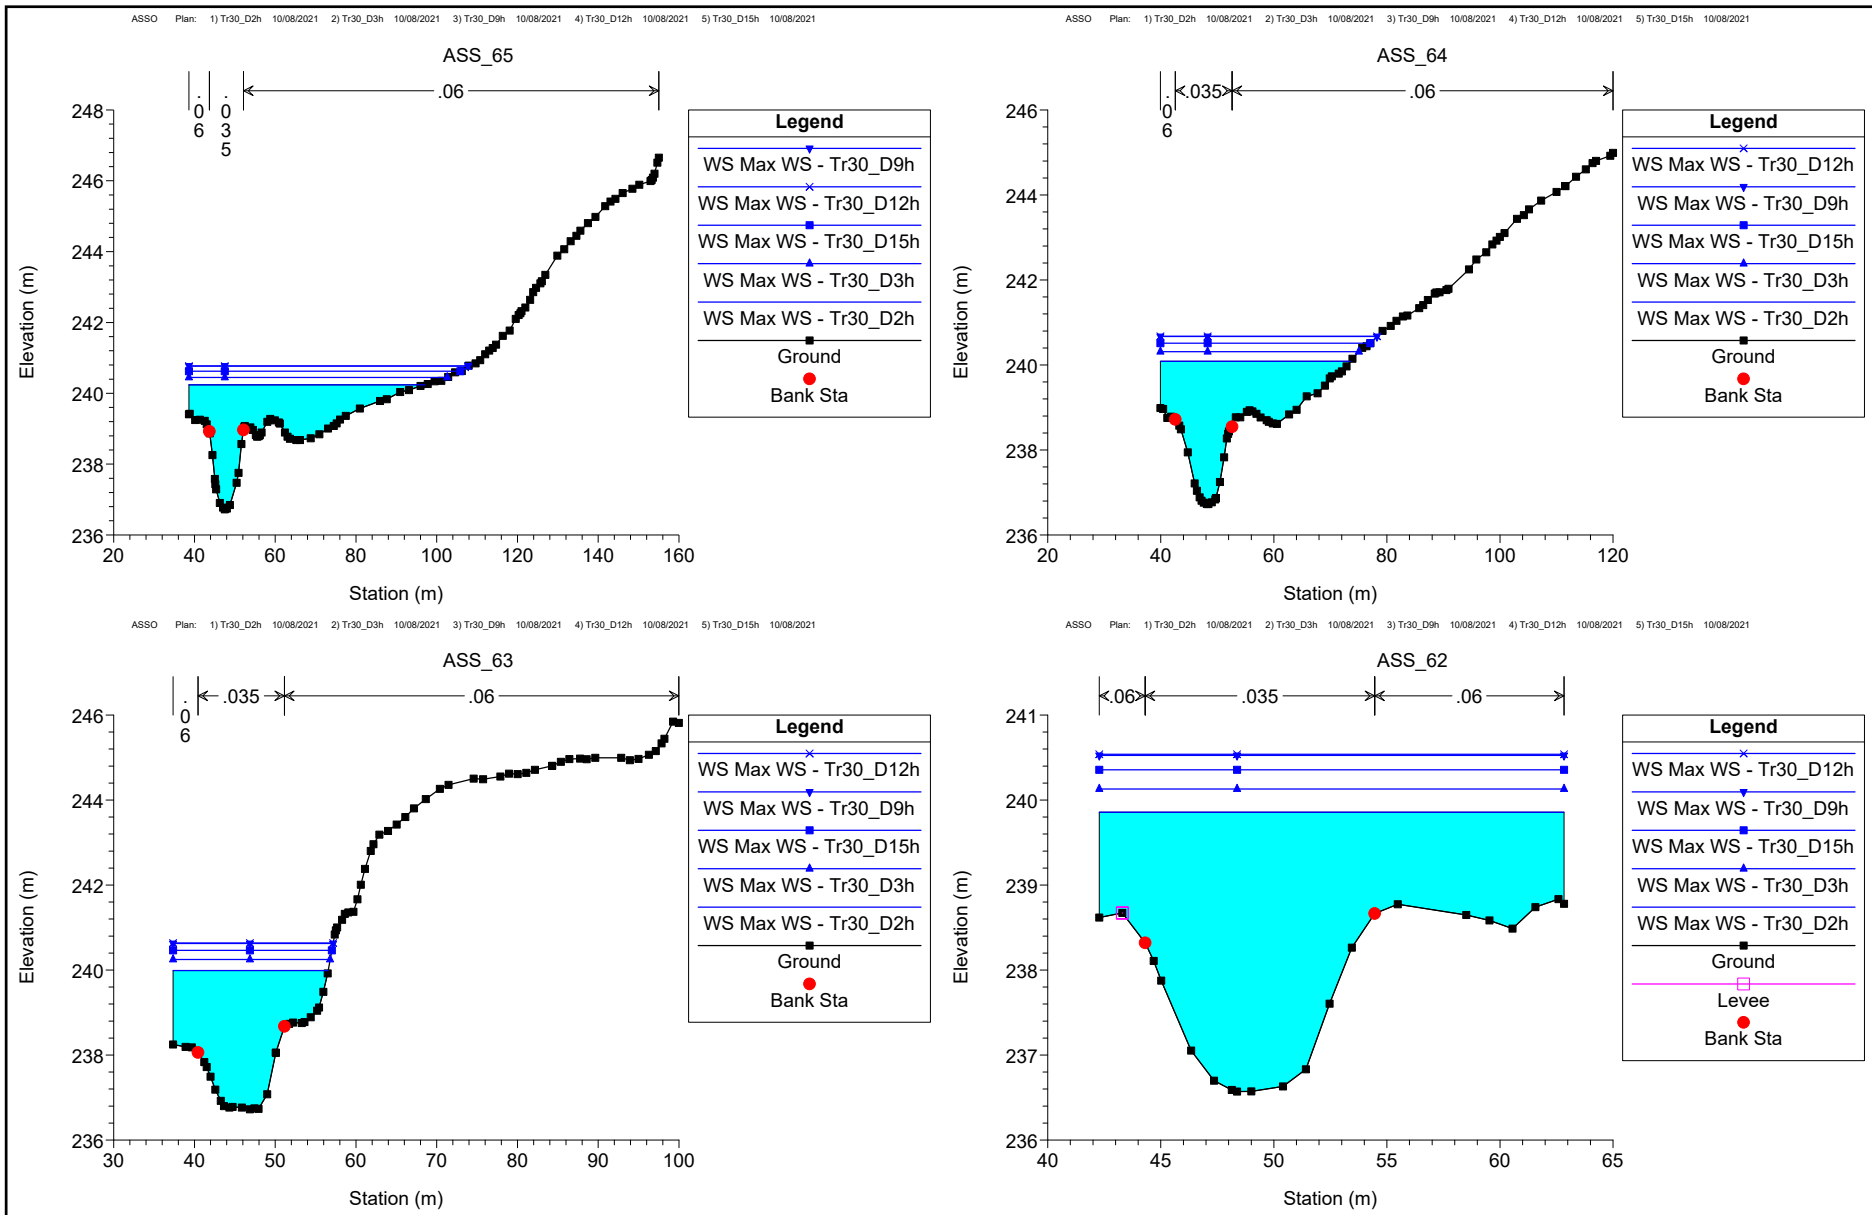 ASSO Plan: 1) Tr30_D2h 10/08/2021 2) Tr30_D3h 10/08/2021 3) Tr30_D9h 10/08/2021 4) Tr30_D12h 10/08/2021 5) Tr30_D15h 10/08/2021
ASS_65
.06 .035 .06
Legend
WS Max WS - Tr30_D9h
WS Max WS - Tr30_D12h
WS Max WS - Tr30_D15h
WS Max WS - Tr30_D3h
WS Max WS - Tr30_D2h
Ground
Bank Sta
248
246
244
242
240
238
236
Elevation (m)
20 40 60 80 100 120 140 160
Station (m)
ASSO Plan: 1) Tr30_D2h 10/08/2021 2) Tr30_D3h 10/08/2021 3) Tr30_D9h 10/08/2021 4) Tr30_D12h 10/08/2021 5) Tr30_D15h 10/08/2021
ASS_64
.06 .035 .06
Legend
WS Max WS - Tr30_D12h
WS Max WS - Tr30_D9h
WS Max WS - Tr30_D15h
WS Max WS - Tr30_D3h
WS Max WS - Tr30_D2h
Ground
Bank Sta
246
244
242
240
238
236
Elevation (m)
20 40 60 80 100 120
Station (m)
ASSO Plan: 1) Tr30_D2h 10/08/2021 2) Tr30_D3h 10/08/2021 3) Tr30_D9h 10/08/2021 4) Tr30_D12h 10/08/2021 5) Tr30_D15h 10/08/2021
ASS_63
.06 .035 .06
Legend
WS Max WS - Tr30_D12h
WS Max WS - Tr30_D9h
WS Max WS - Tr30_D15h
WS Max WS - Tr30_D3h
WS Max WS - Tr30_D2h
Ground
Bank Sta
246
244
242
240
238
236
Elevation (m)
30 40 50 60 70 80 90 100
Station (m)
ASSO Plan: 1) Tr30_D2h 10/08/2021 2) Tr30_D3h 10/08/2021 3) Tr30_D9h 10/08/2021 4) Tr30_D12h 10/08/2021 5) Tr30_D15h 10/08/2021
ASS_62
.06 .035 .06
Legend
WS Max WS - Tr30_D12h
WS Max WS - Tr30_D9h
WS Max WS - Tr30_D15h
WS Max WS - Tr30_D3h
WS Max WS - Tr30_D2h
Ground
Levee
Bank Sta
241
240
239
238
237
236
Elevation (m)
40 45 50 55 60 65
Station (m)